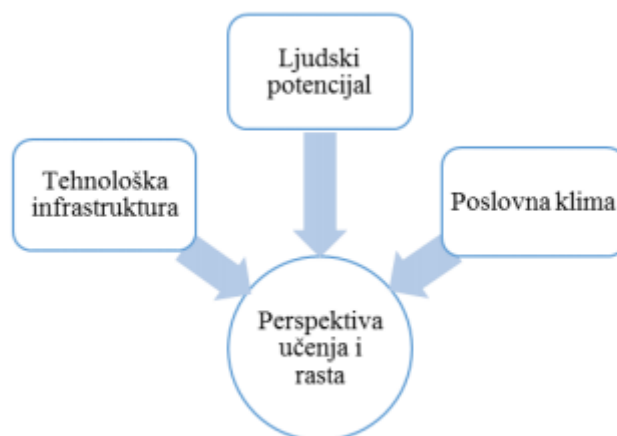 Ljudski
potencijal
Tehnološka
infrastruktura
Poslovna klima
Perspektiva
učenja i
rasta